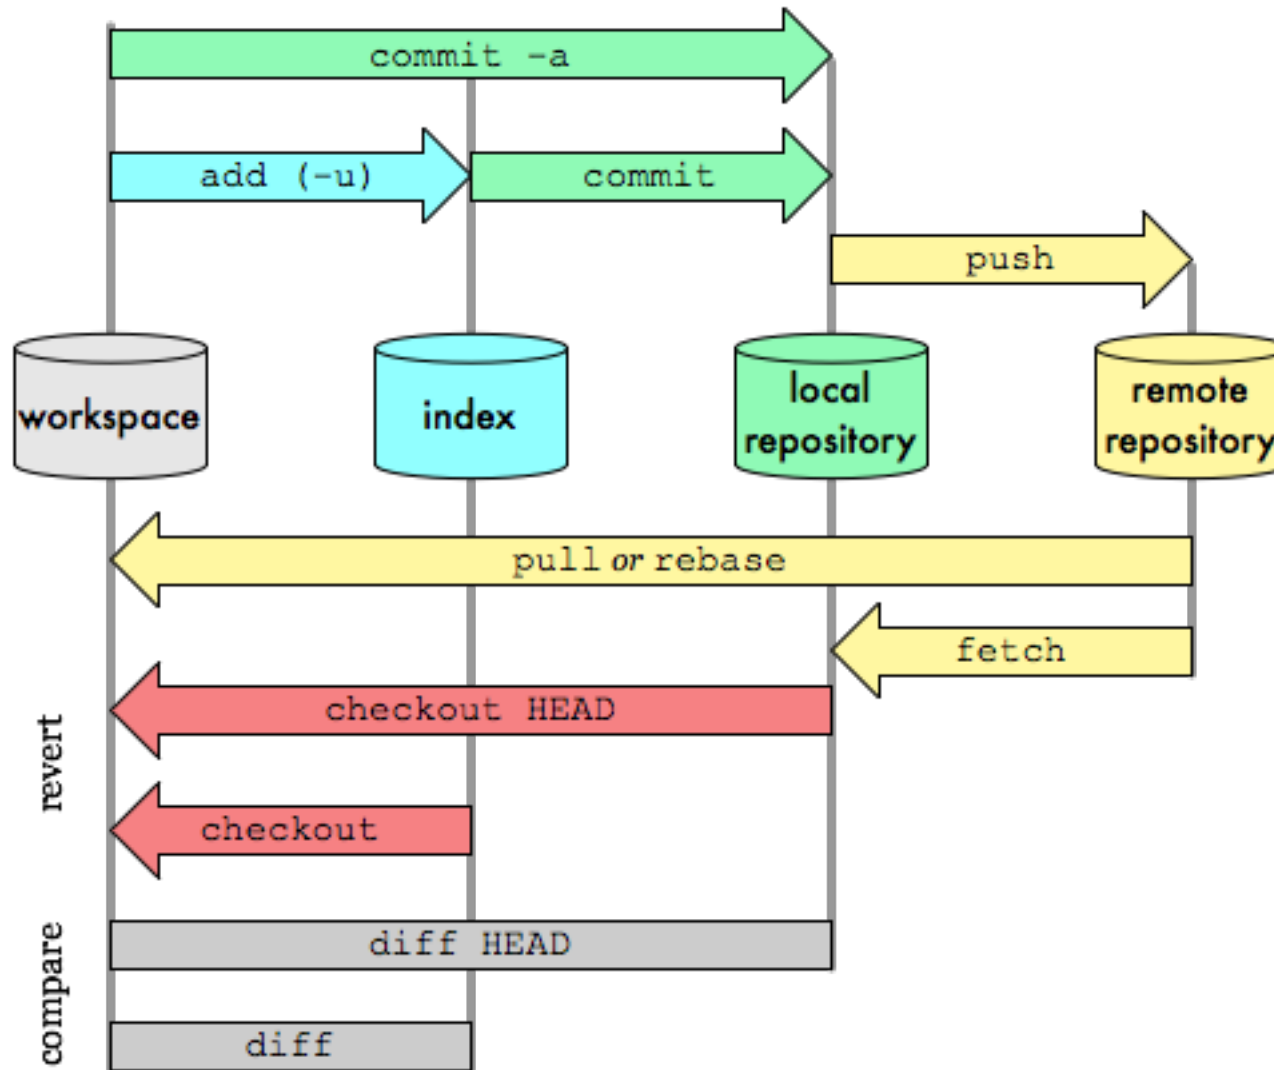 commit -a
add (-u)
commit
push
workspace
index
local
repository
remote
repository
pull or rebase
fetch
revert
checkout HEAD
checkout
compare
diff HEAD
diff